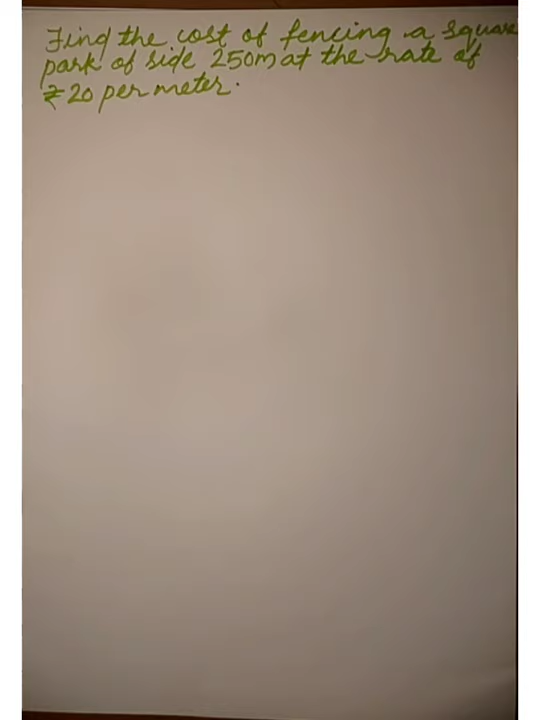 Find the cost of fencing a square
park of side 250m at the rate of
₹20 per meter.